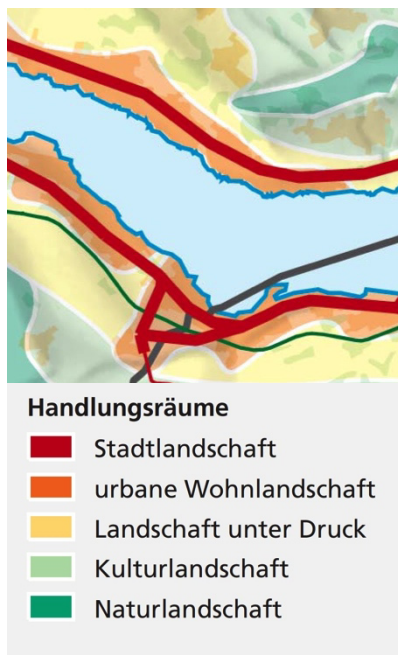 Handlungsräume
Stadtlandschaft
urbane Wohnlandschaft
Landschaft unter Druck
Kulturlandschaft
Naturlandschaft